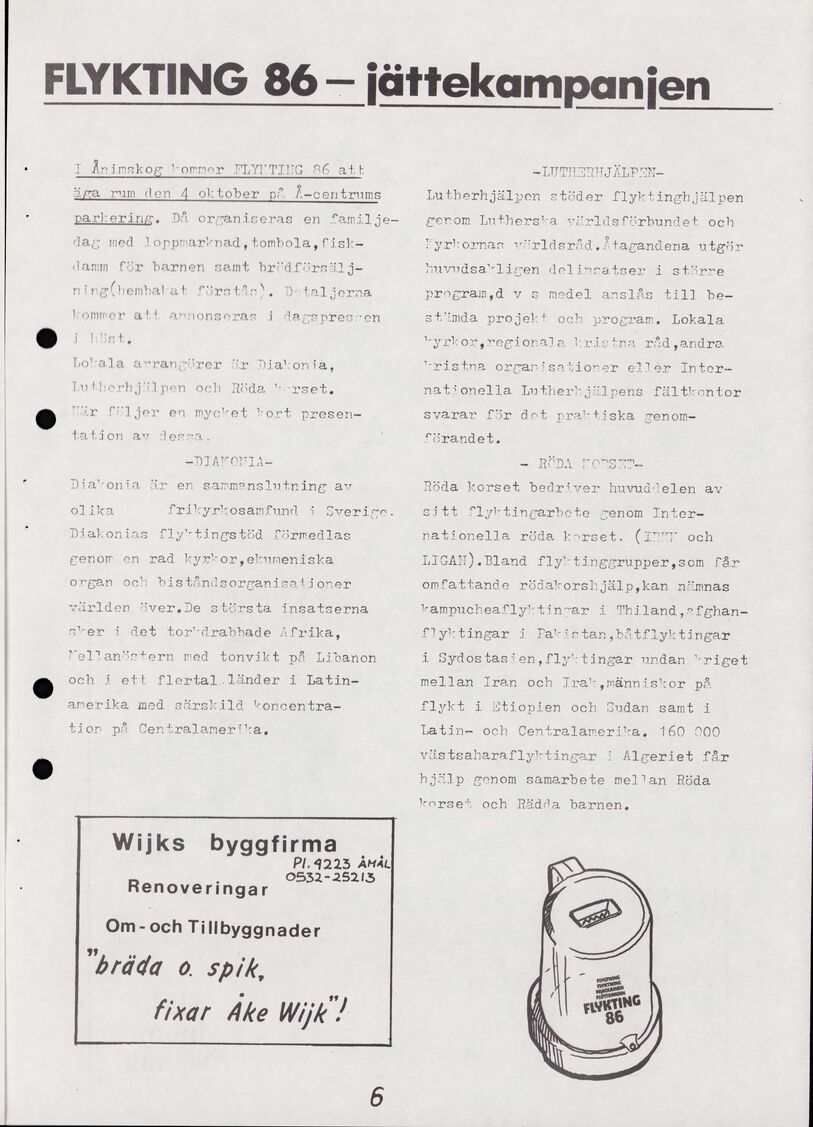 FLYKTING 86 – jättekampanjen
I Ånimskog kommer FLYKTING 86 att
äga rum den 4 oktober på Å-centrums
parkering. Då organiseras en familje-
dag med loppmarknad,tombola,fisk-
damm för barnen samt brödförsälj-
ning(hembakat förstås). Detaljerna
kommer att annonseras i dagspressen
i höst.
Lokala arrangörer är Diakonia,
Lutherhjälpen och Röda korset.
Här följer en mycket kort presen-
tation av dessa.
-DIAKONIA-
Diakonia är en sammanslutning av
olika frikyrkosamfund i Sverige.
Diakonias flyktingstöd förmedlas
genom en rad kyrkor,ekumeniska
organ och biståndsorganisationer
världen över.De största insatserna
sker i det torkdrabbade Afrika,
Mellanöstern med tonvikt på Libanon
och i ett flertal länder i Latin-
amerika med särskild koncentra-
tion på Centralamerika.
-LUTHERHJÄLPEN-
Lutherhjälpen stöder flyktinghjälpen
genom Lutherska världsförbundet och
Kyrkornas världsråd.Åtagandena utgör
huvudsakligen delinsatser i större
program,d v s medel anslås till be-
stämda projekt och program. Lokala
kyrkor,regionala kristna råd,andra
kristna organisationer eller Inter-
nationella Lutherhjälpens fältkontor
svarar för det praktiska genom-
förandet.
- RÖDA KORSET-
Röda korset bedriver huvuddelen av
sitt flyktingarbete genom Inter-
nationella röda korset. ( och
LIGAN).Bland flyktinggrupper,som får
omfattande rödakorshjälp,kan nämnas
kampucheaflyktingar i Thiland,afghan-
flyktingar i Pakistan,båtflyktingar
i Sydostasien,flyktingar undan kriget
mellan Iran och Irak,människor på
flykt i Etiopien och Sudan samt i
Latin- och Centralamerika. 160 000
västsaharaflyktingar i Algeriet får
hjälp genom samarbete mellan Röda
korset och Rädda barnen.
Wijks byggfirma
Pl. 4223 ÅMÅL
0532-25213
Renoveringar
Om- och Tillbyggnader
"bräda o. spik,
fixar Åke Wijk"!
FLYKTING
86
6